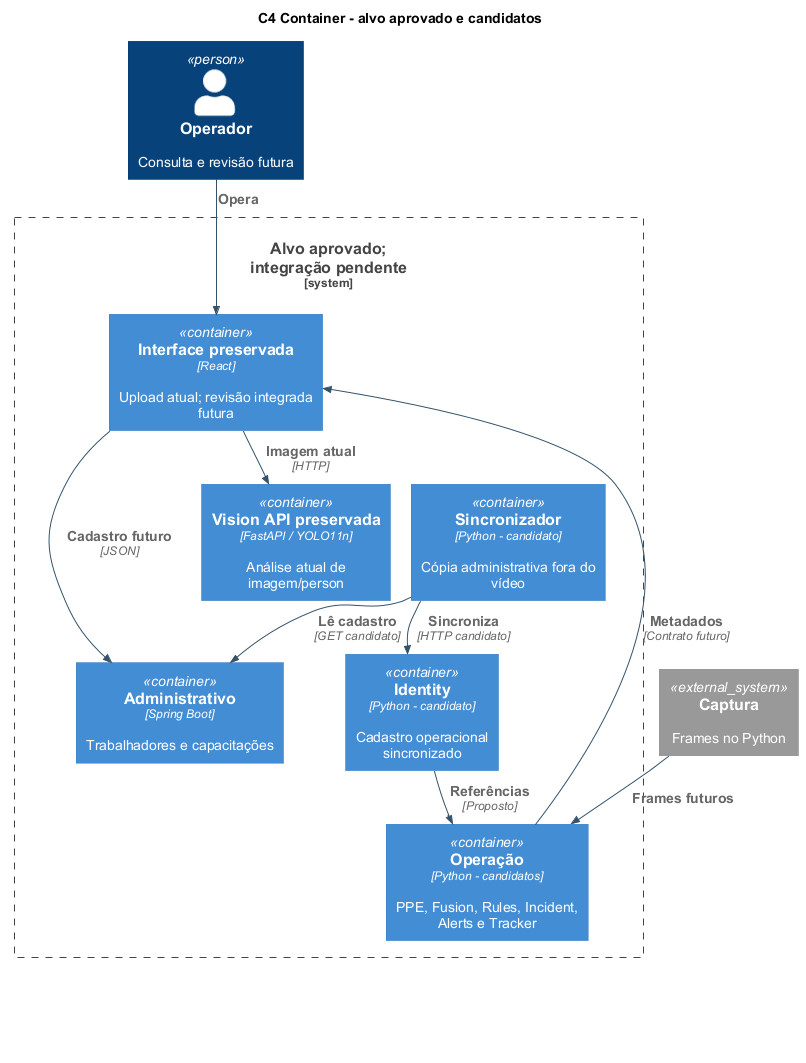 C4 Container - alvo aprovado e candidatos
«person»
Operador
Consulta e revisão futura
Opera
Alvo aprovado;
integração pendente
[system]
«container»
Interface preservada
[React]
Upload atual; revisão integrada
futura
Imagem atual
[HTTP]
«container»
Vision API preservada
[FastAPI / YOLO11n]
Análise atual de
imagem/person
«container»
Sincronizador
[Python - candidato]
Cópia administrativa fora do
vídeo
Cadastro futuro
[JSON]
Lê cadastro
[GET candidato]
Sincroniza
[HTTP candidato]
Metadados
[Contrato futuro]
«container»
Administrativo
[Spring Boot]
Trabalhadores e capacitações
«container»
Identity
[Python - candidato]
Cadastro operacional
sincronizado
«external_system»
Captura
Frames no Python
Referências
[Proposto]
Frames futuros
«container»
Operação
[Python - candidatos]
PPE, Fusion, Rules, Incident,
Alerts e Tracker